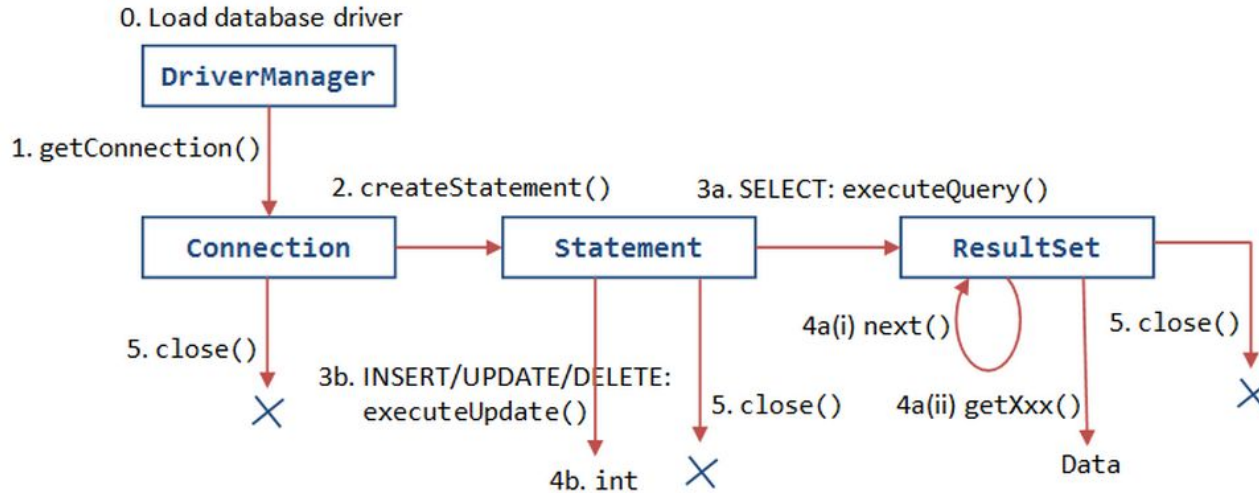 0. Load database driver
DriverManager
1. getConnection()
2. createStatement()
3a. SELECT: executeQuery()
Connection
Statement
ResultSet
4a(i) next()
5. close()
5. close()
3b. INSERT/UPDATE/DELETE:
executeUpdate()
5. close()
4a(ii) getXxx()
4b. int
Data